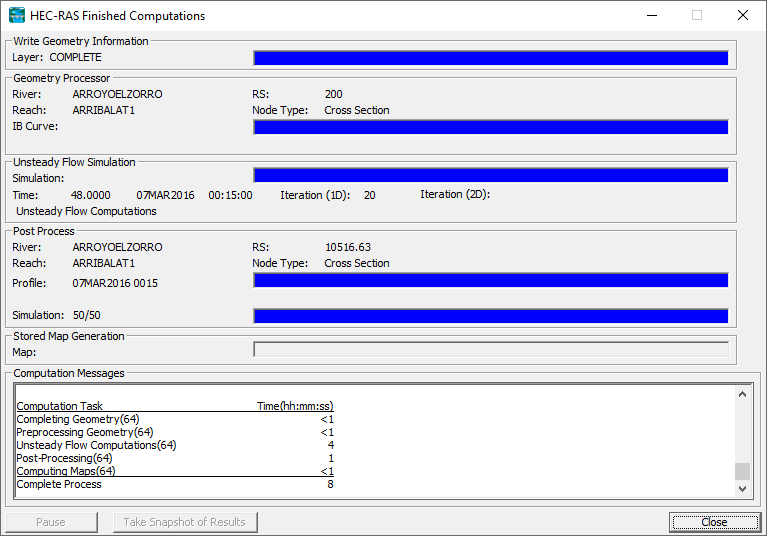 HEC-RAS Finished Computations
Write Geometry Information
Layer: COMPLETE
Geometry Processor
River: ARROYOELZORRO RS: 200
Reach: ARRIBALAT1 Node Type: Cross Section
IB Curve:
Unsteady Flow Simulation
Simulation:
Time: 48.0000 07MAR2016 00:15:00 Iteration (1D): 20 Iteration (2D):
Unsteady Flow Computations
Post Process
River: ARROYOELZORRO RS: 10516.63
Reach: ARRIBALAT1 Node Type: Cross Section
Profile: 07MAR2016 0015
Simulation: 50/50
Stored Map Generation
Map:
Computation Messages
Computation Task Time(hh:mm:ss)
Completing Geometry(64) <1
Preprocessing Geometry(64) <1
Unsteady Flow Computations(64) 4
Post-Processing(64) 1
Computing Maps(64) <1
Complete Process 8
Pause Take Snapshot of Results Close